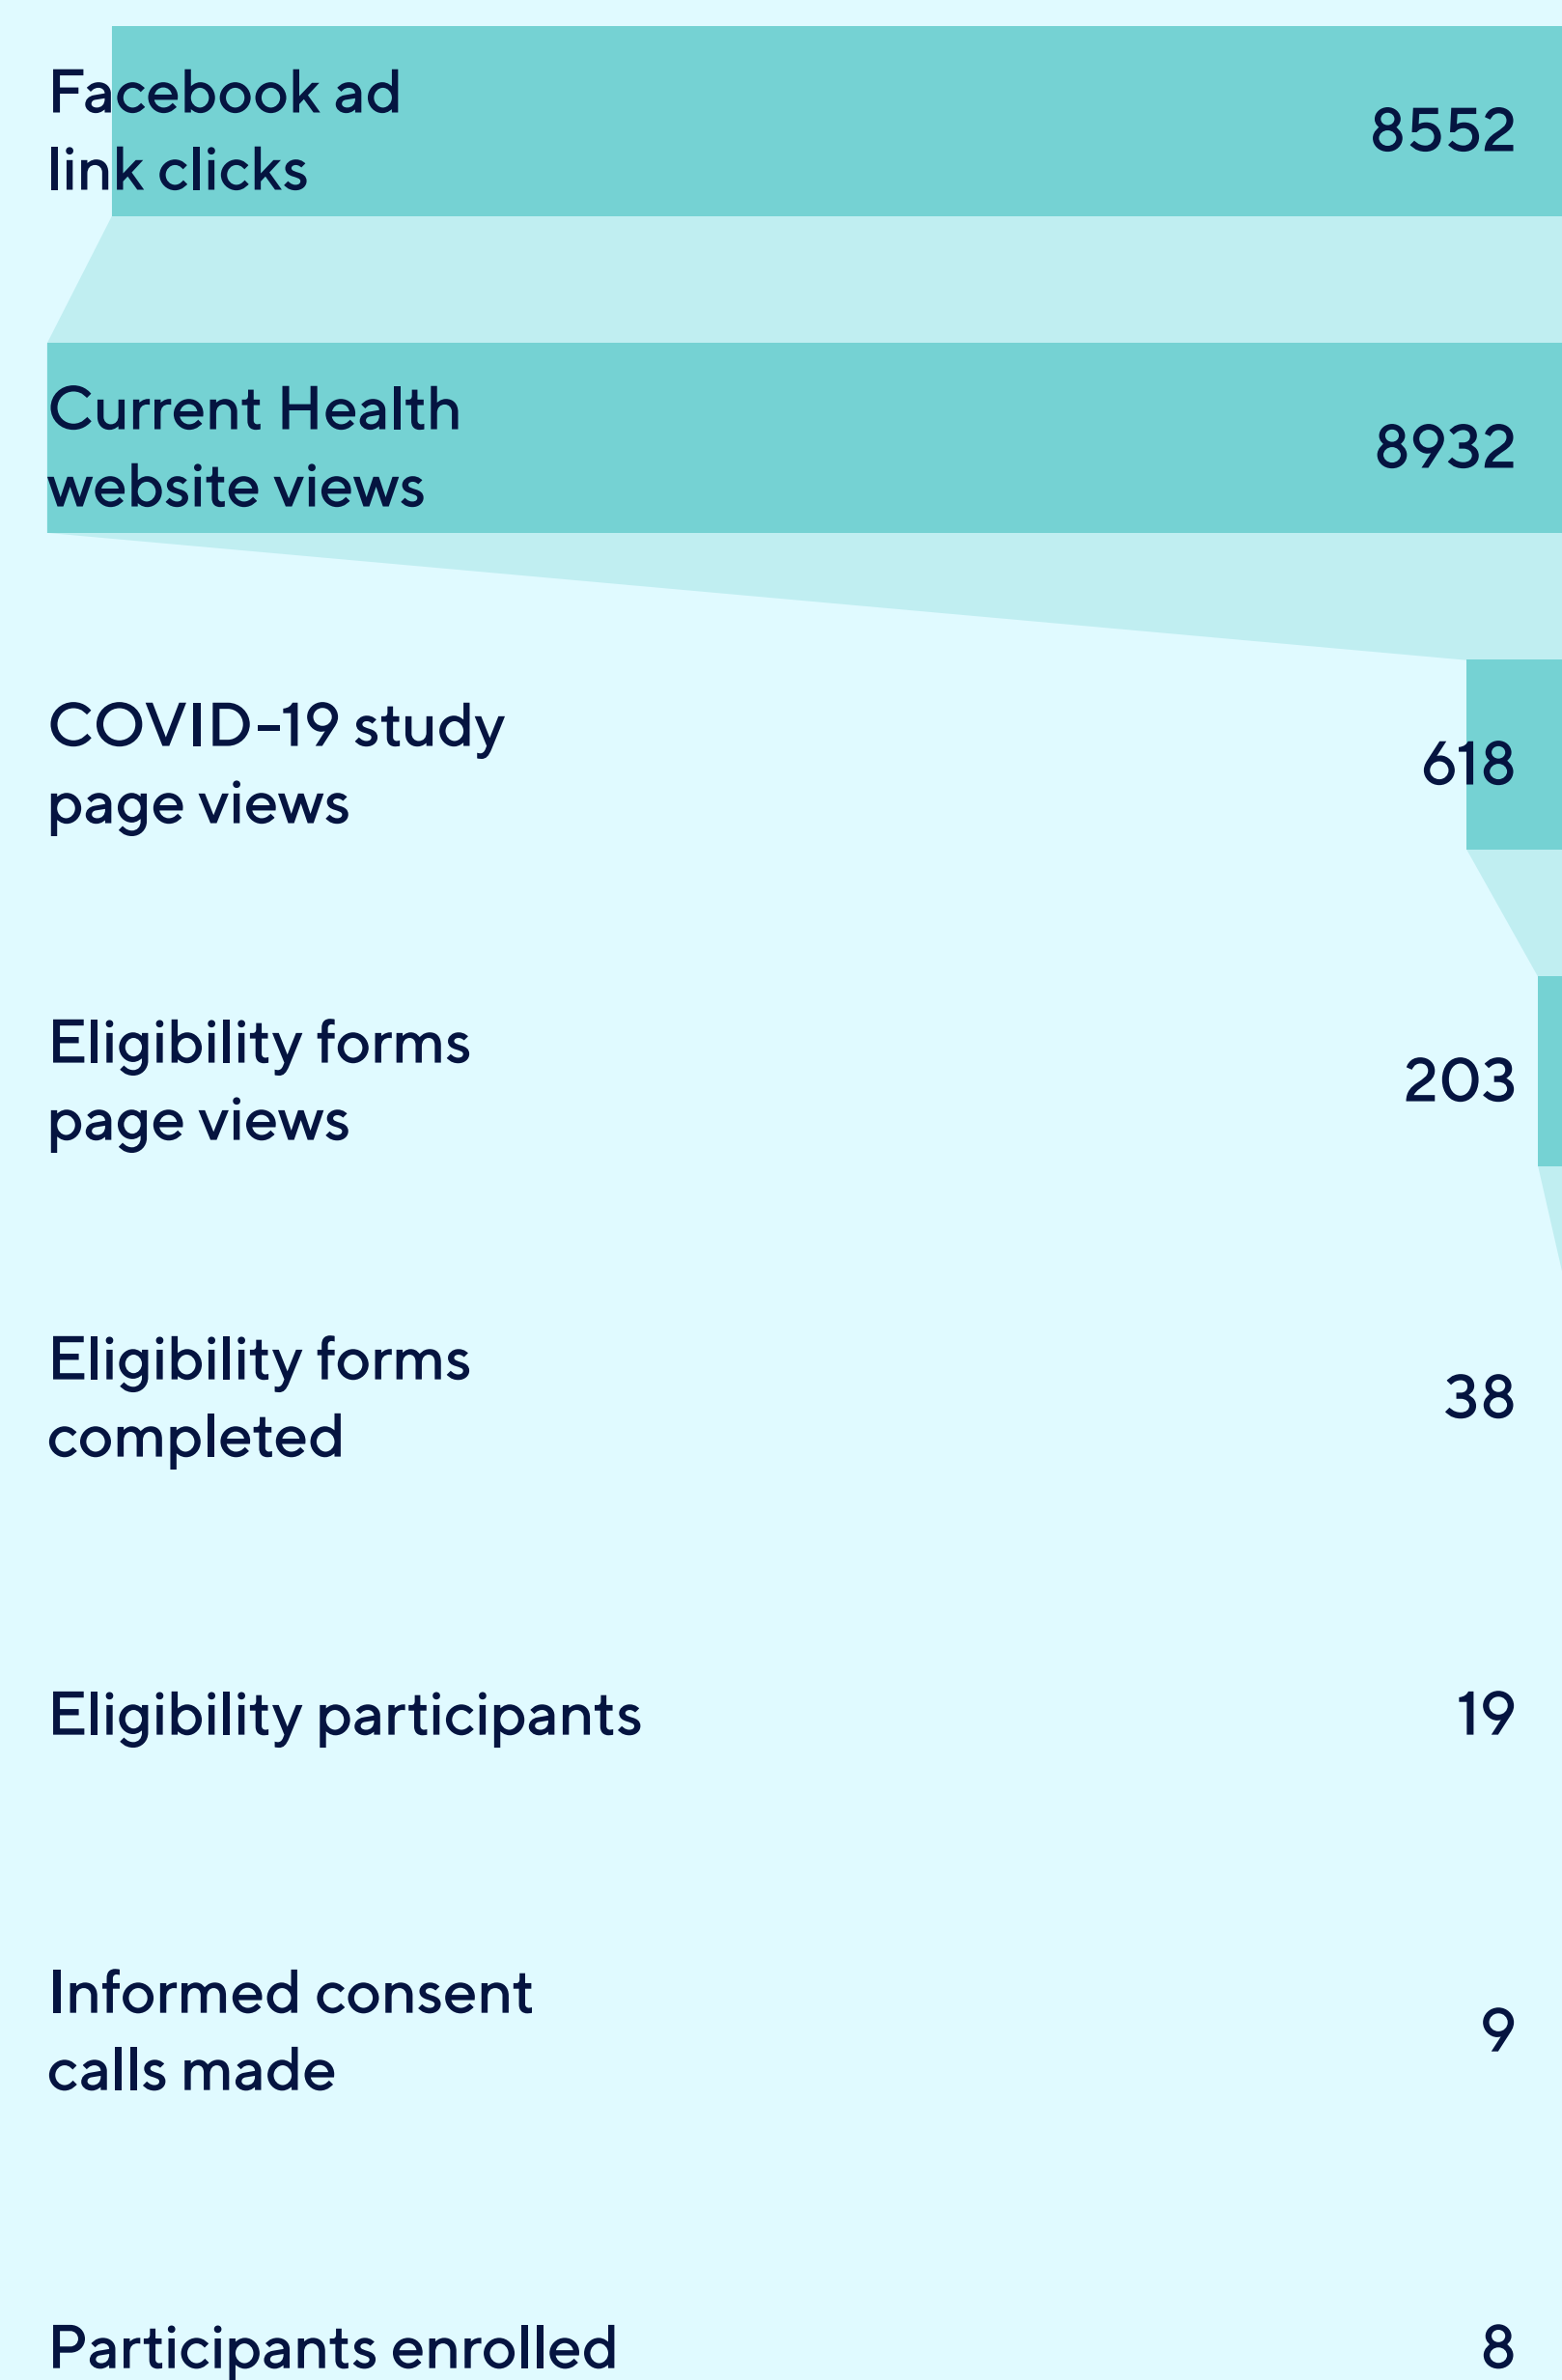 Facebook ad
link clicks
8552
Current Health
website views
8932
COVID-19 study
page views
618
Eligibility forms
page views
203
Eligibility forms
completed
38
Eligibility participants
19
Informed consent
calls made
9
Participants enrolled
8